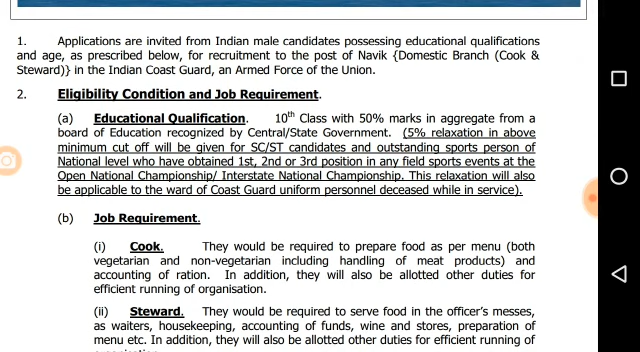 1. Applications are invited from Indian male candidates possessing educational qualifications
and age, as prescribed below, for recruitment to the post of Navik {Domestic Branch (Cook &
Steward)} in the Indian Coast Guard, an Armed Force of the Union.
2. Eligibility Condition and Job Requirement.
(a) Educational Qualification. 10th Class with 50% marks in aggregate from a
board of Education recognized by Central/State Government. (5% relaxation in above
minimum cut off will be given for SC/ST candidates and outstanding sports person of
National level who have obtained 1st, 2nd or 3rd position in any field sports events at the
Open National Championship/ Interstate National Championship. This relaxation will also
be applicable to the ward of Coast Guard uniform personnel deceased while in service).
(b) Job Requirement.
(i) Cook. They would be required to prepare food as per menu (both
vegetarian and non-vegetarian including handling of meat products) and
accounting of ration. In addition, they will also be allotted other duties for
efficient running of organisation.
(ii) Steward. They would be required to serve food in the officer's messes,
as waiters, housekeeping, accounting of funds, wine and stores, preparation of
menu etc. In addition, they will also be allotted other duties for efficient running of